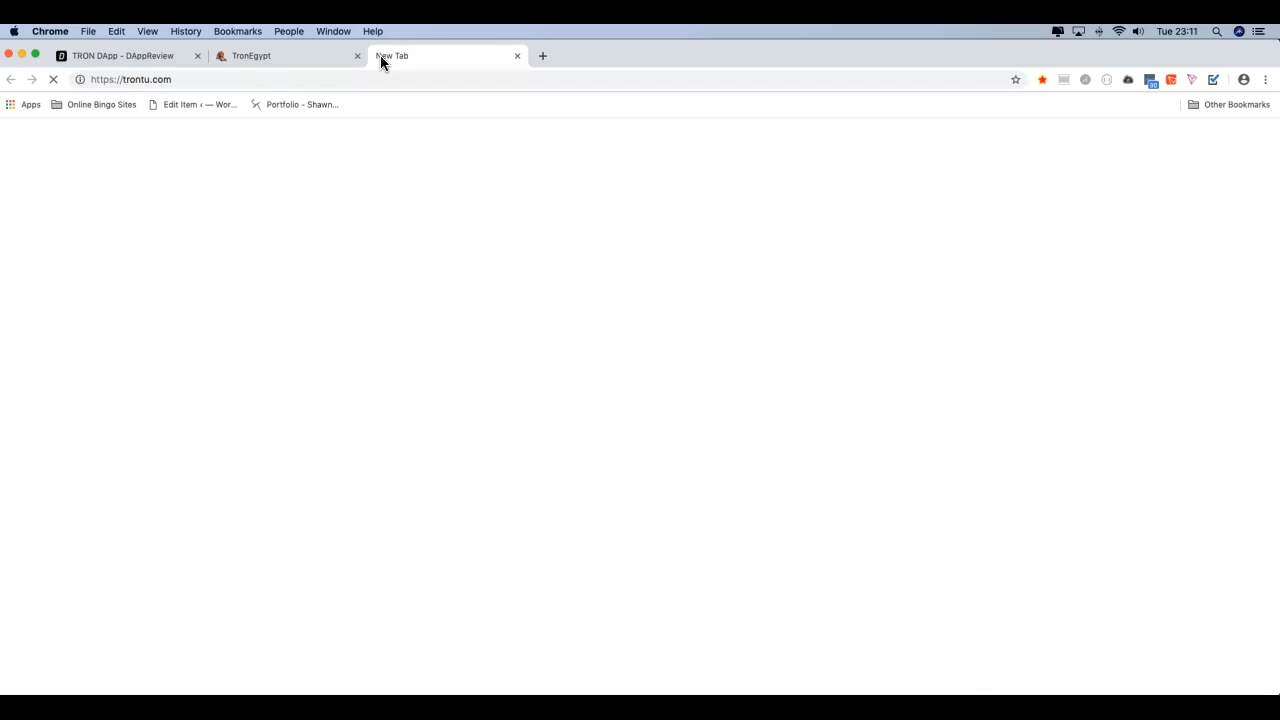 Chrome File Edit View History Bookmarks People Window Help Tue 23:11
TRON DApp - DAppReview TronEgypt New Tab
https://trontu.com 30
Apps Online Bingo Sites Edit Item ‹ — Wor... Portfolio - Shawn... Other Bookmarks